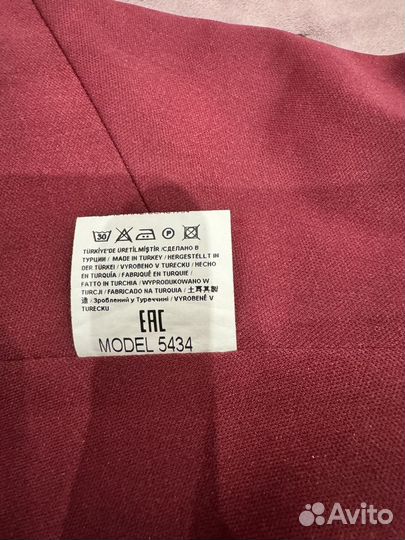 30 P
TÜRKİYE'DE ÜRETİLMİŞTİR /СДЕЛАНО В
ТУРЦИИ / MADE IN TURKEY / HERGESTELLT IN
DER TÜRKEI / VYROBENO V TURECKU / HECHO
EN TURQUÍA / FABRIQUÉ EN TURQUIE /
FATTO IN TURCHIA / WYPRODUKOWANO W
TURCJI / FABRICADO NA TURQUIA / 土耳其製
造 / Зроблений у Туреччині / VYROBENÉ V
TURECKU
EAC
MODEL 5434
Avito